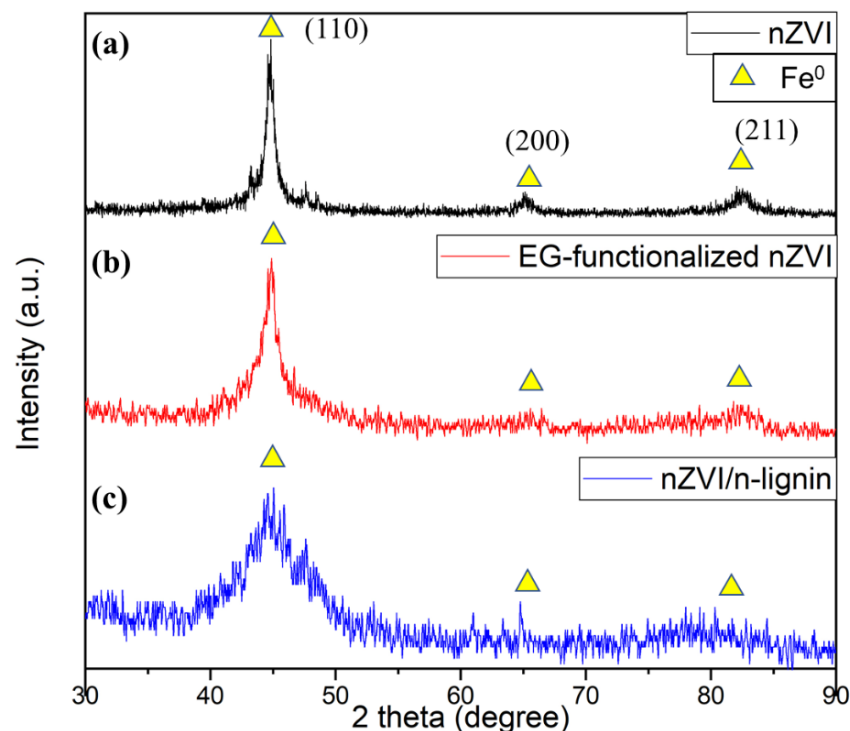 (a)
(110)
nZVI
Fe⁰
(200)
(211)
(b)
EG-functionalized nZVI
(c)
nZVI/n-lignin
Intensity (a.u.)
30 40 50 60 70 80 90
2 theta (degree)